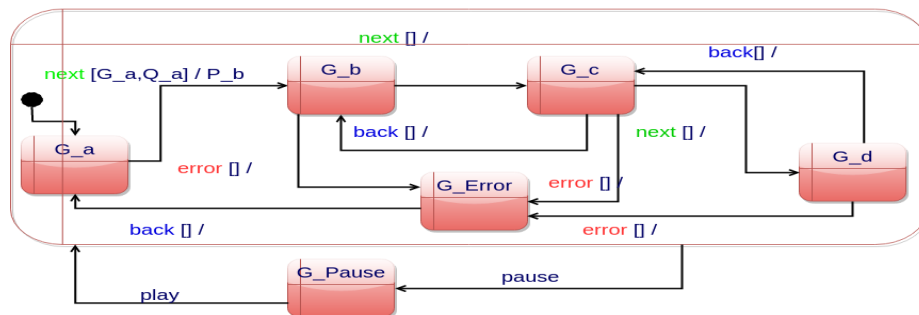 next [] /
back[] /
next [G_a,Q_a] / P_b
G_b
G_c
back [] /
next [] /
G_a
G_d
error [] /
G_Error
error [] /
back [] /
error [] /
G_Pause
pause
play